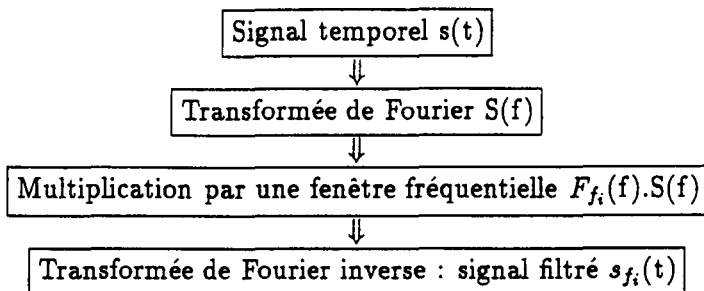 Signal temporel s(t)
⇓
Transformée de Fourier S(f)
⇓
Multiplication par une fenêtre fréquentielle $F_{f_i}$(f).S(f)
⇓
Transformée de Fourier inverse : signal filtré $s_{f_i}$(t)